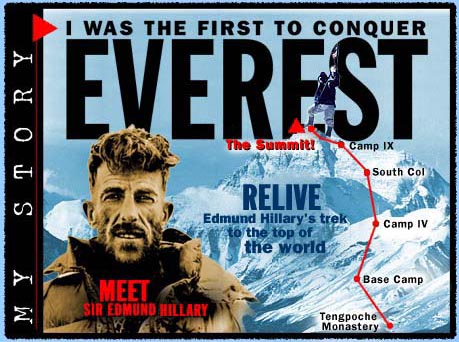 MY STORY
I WAS THE FIRST TO CONQUER
EVEREST
The Summit!
Camp IX
South Col
RELIVE
Edmund Hillary's trek
to the top of
the world
Camp IV
Base Camp
MEET
SIR EDMUND HILLARY
Tengpoche
Monastery